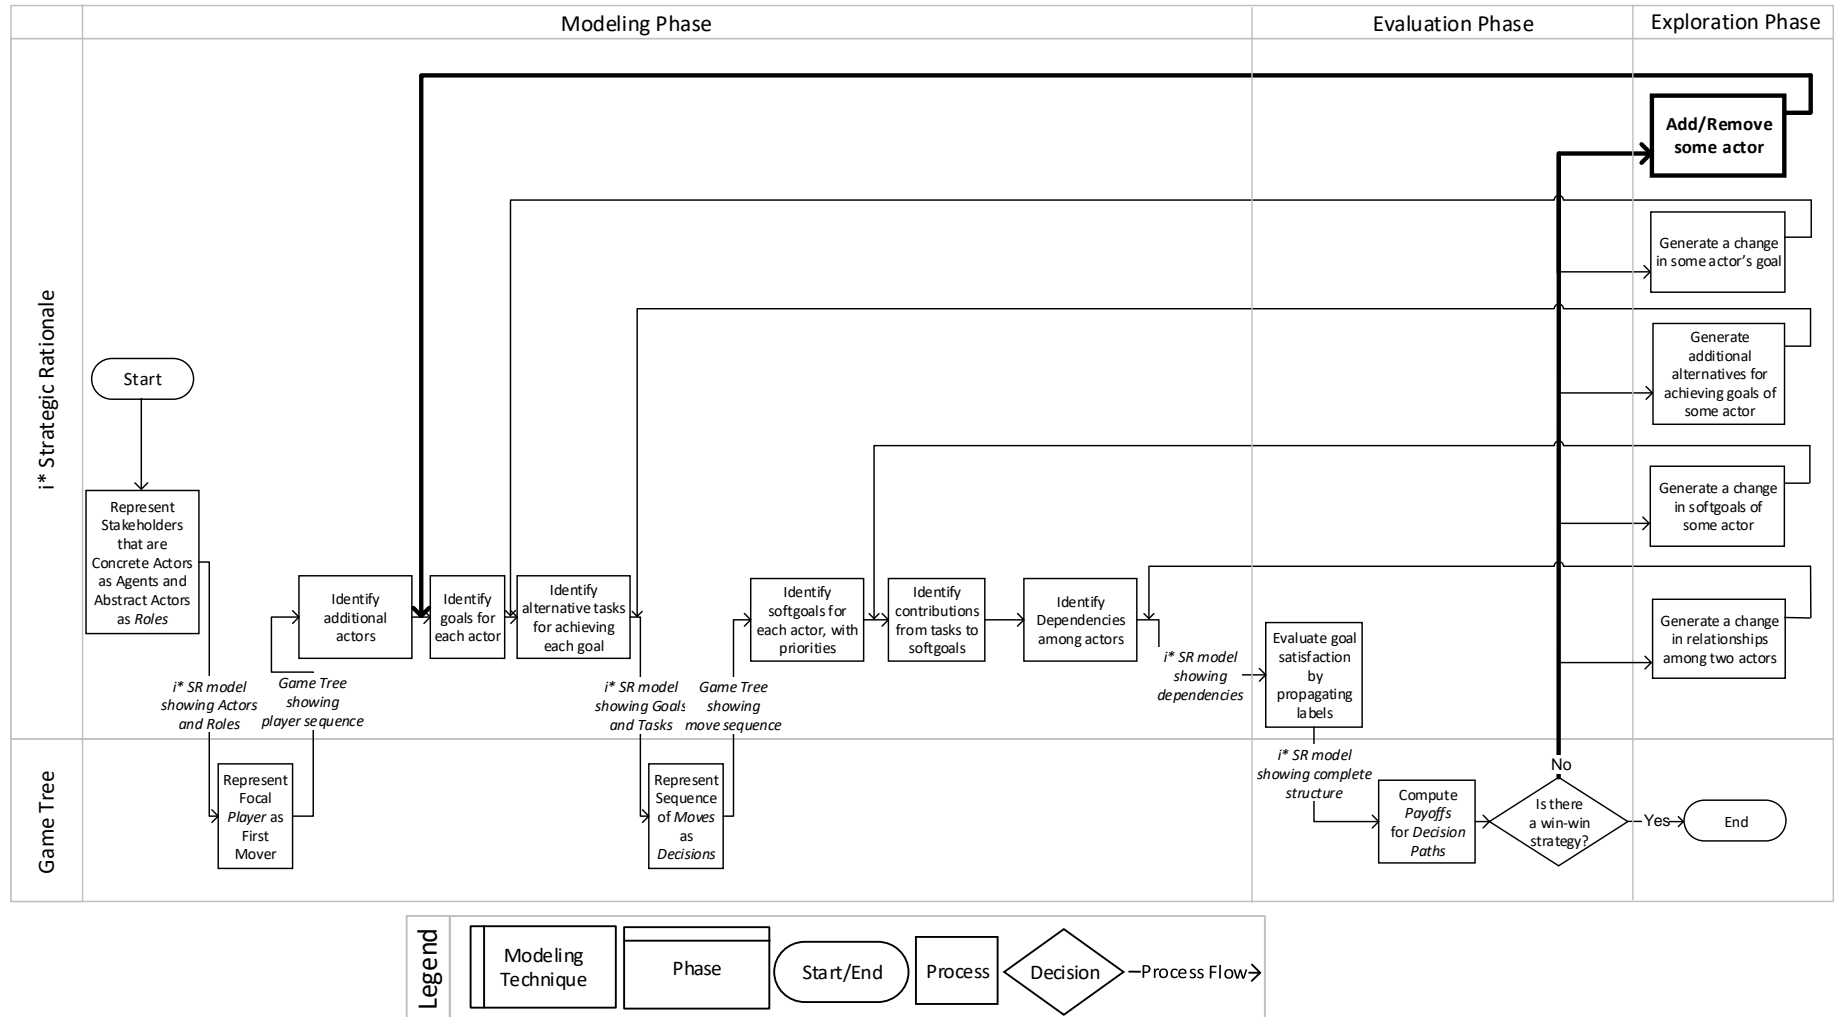 Modeling Phase
Evaluation Phase
Exploration Phase
i* Strategic Rationale
Game Tree
Start
Represent
Stakeholders
that are
Concrete Actors
as Agents and
Abstract Actors
as Roles
i* SR model
showing Actors
and Roles
Represent
Focal
Player as
First
Mover
Game Tree
showing
player sequence
Identify
additional
actors
Identify
goals for
each actor
Identify
alternative tasks
for achieving
each goal
i* SR model
showing Goals
and Tasks
Represent
Sequence
of Moves
as
Decisions
Game Tree
showing
move sequence
Identify
softgoals for
each actor, with
priorities
Identify
contributions
from tasks to
softgoals
Identify
Dependencies
among actors
i* SR model
showing
dependencies
Evaluate goal
satisfaction
by
propagating
labels
i* SR model
showing complete
structure
Compute
Payoffs
for Decision
Paths
Is there
a win-win
strategy?
No
Yes
End
Add/Remove
some actor
Generate a change
in some actor’s goal
Generate
additional
alternatives for
achieving goals of
some actor
Generate a change
in softgoals of
some actor
Generate a change
in relationships
among two actors
Legend
Modeling
Technique
Phase
Start/End
Process
Decision
Process Flow